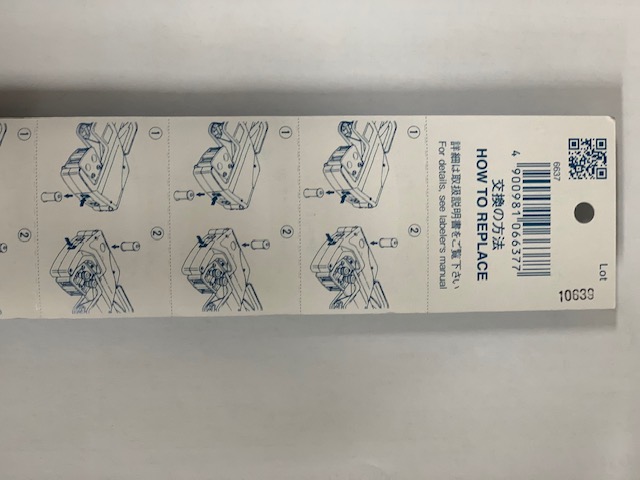 6637
4 900981 066377
交換の方法
HOW TO REPLACE
詳細は取扱説明書をご覧下さい
For details, see labeler's manual
Lot
10639
①
②
①
②
①
②
①
②